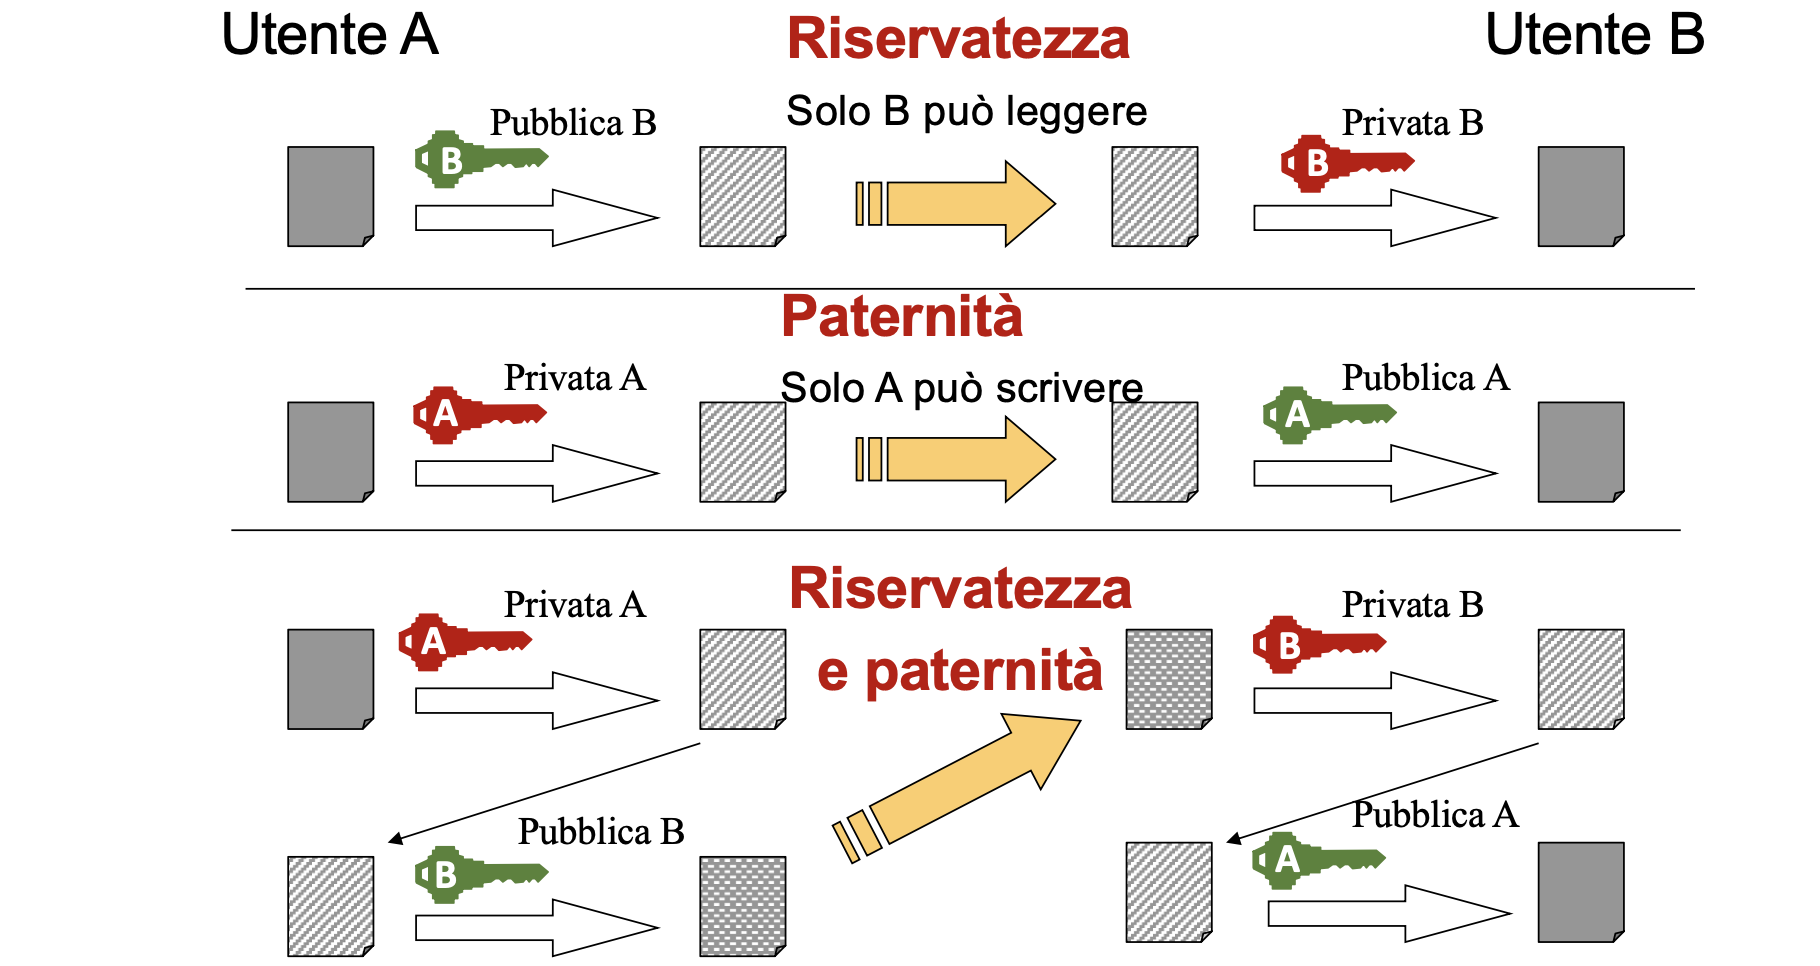 Utente A
Riservatezza
Utente B
Solo B può leggere
Pubblica B
Privata B
B
B
Paternità
Solo A può scrivere
Privata A
Pubblica A
A
A
Riservatezza
e paternità
Privata A
Privata B
A
B
Pubblica B
Pubblica A
B
A